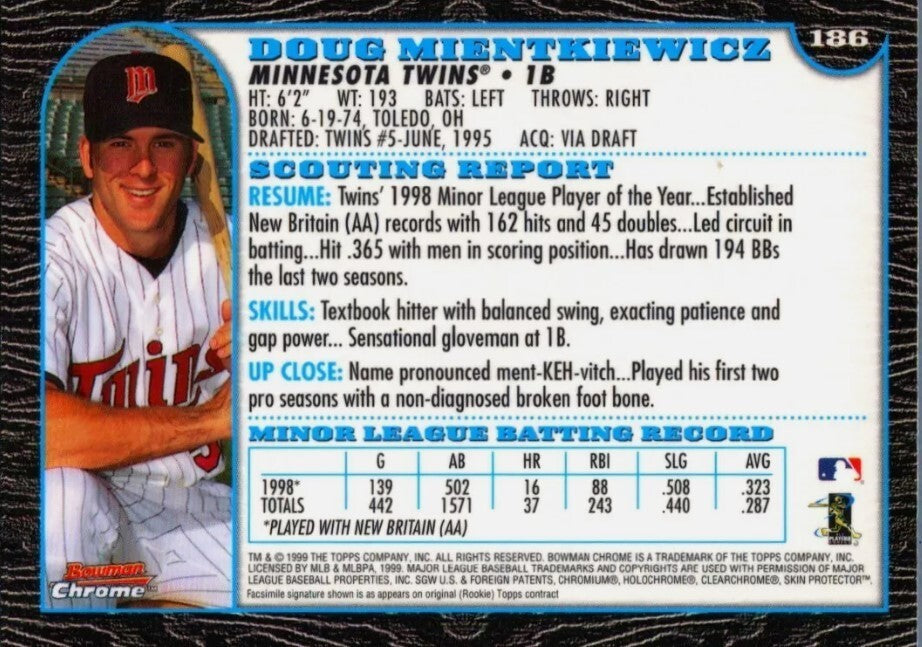 186
DOUG MIENTKIEWICZ
MINNESOTA TWINS® • 1B
HT: 6'2" WT: 193 BATS: LEFT THROWS: RIGHT
BORN: 6-19-74, TOLEDO, OH
DRAFTED: TWINS #5-JUNE, 1995 ACQ: VIA DRAFT
SCOUTING REPORT
RESUME: Twins' 1998 Minor League Player of the Year...Established
New Britain (AA) records with 162 hits and 45 doubles...Led circuit in
batting...Hit .365 with men in scoring position...Has drawn 194 BBs
the last two seasons.
SKILLS: Textbook hitter with balanced swing, exacting patience and
gap power... Sensational gloveman at 1B.
UP CLOSE: Name pronounced ment-KEH-vitch...Played his first two
pro seasons with a non-diagnosed broken foot bone.
MINOR LEAGUE BATTING RECORD
G AB HR RBI SLG AVG
1998* 139 502 16 88 .508 .323
TOTALS 442 1571 37 243 .440 .287
*PLAYED WITH NEW BRITAIN (AA)
TM & © 1999 THE TOPPS COMPANY, INC. ALL RIGHTS RESERVED. BOWMAN CHROME IS A TRADEMARK OF THE TOPPS COMPANY, INC.
LICENSED BY MLB & MLBPA, 1999. MAJOR LEAGUE BASEBALL TRADEMARKS AND COPYRIGHTS ARE USED WITH PERMISSION OF MAJOR
LEAGUE BASEBALL PROPERTIES, INC. SGW U.S. & FOREIGN PATENTS, CHROMIUM®, HOLOCHROME®, CLEARCHROME®, SKIN PROTECTOR™.
Facsimile signature shown is as appears on original (Rookie) Topps contract
M
Twins
Bowman
Chrome™
PLAYERS